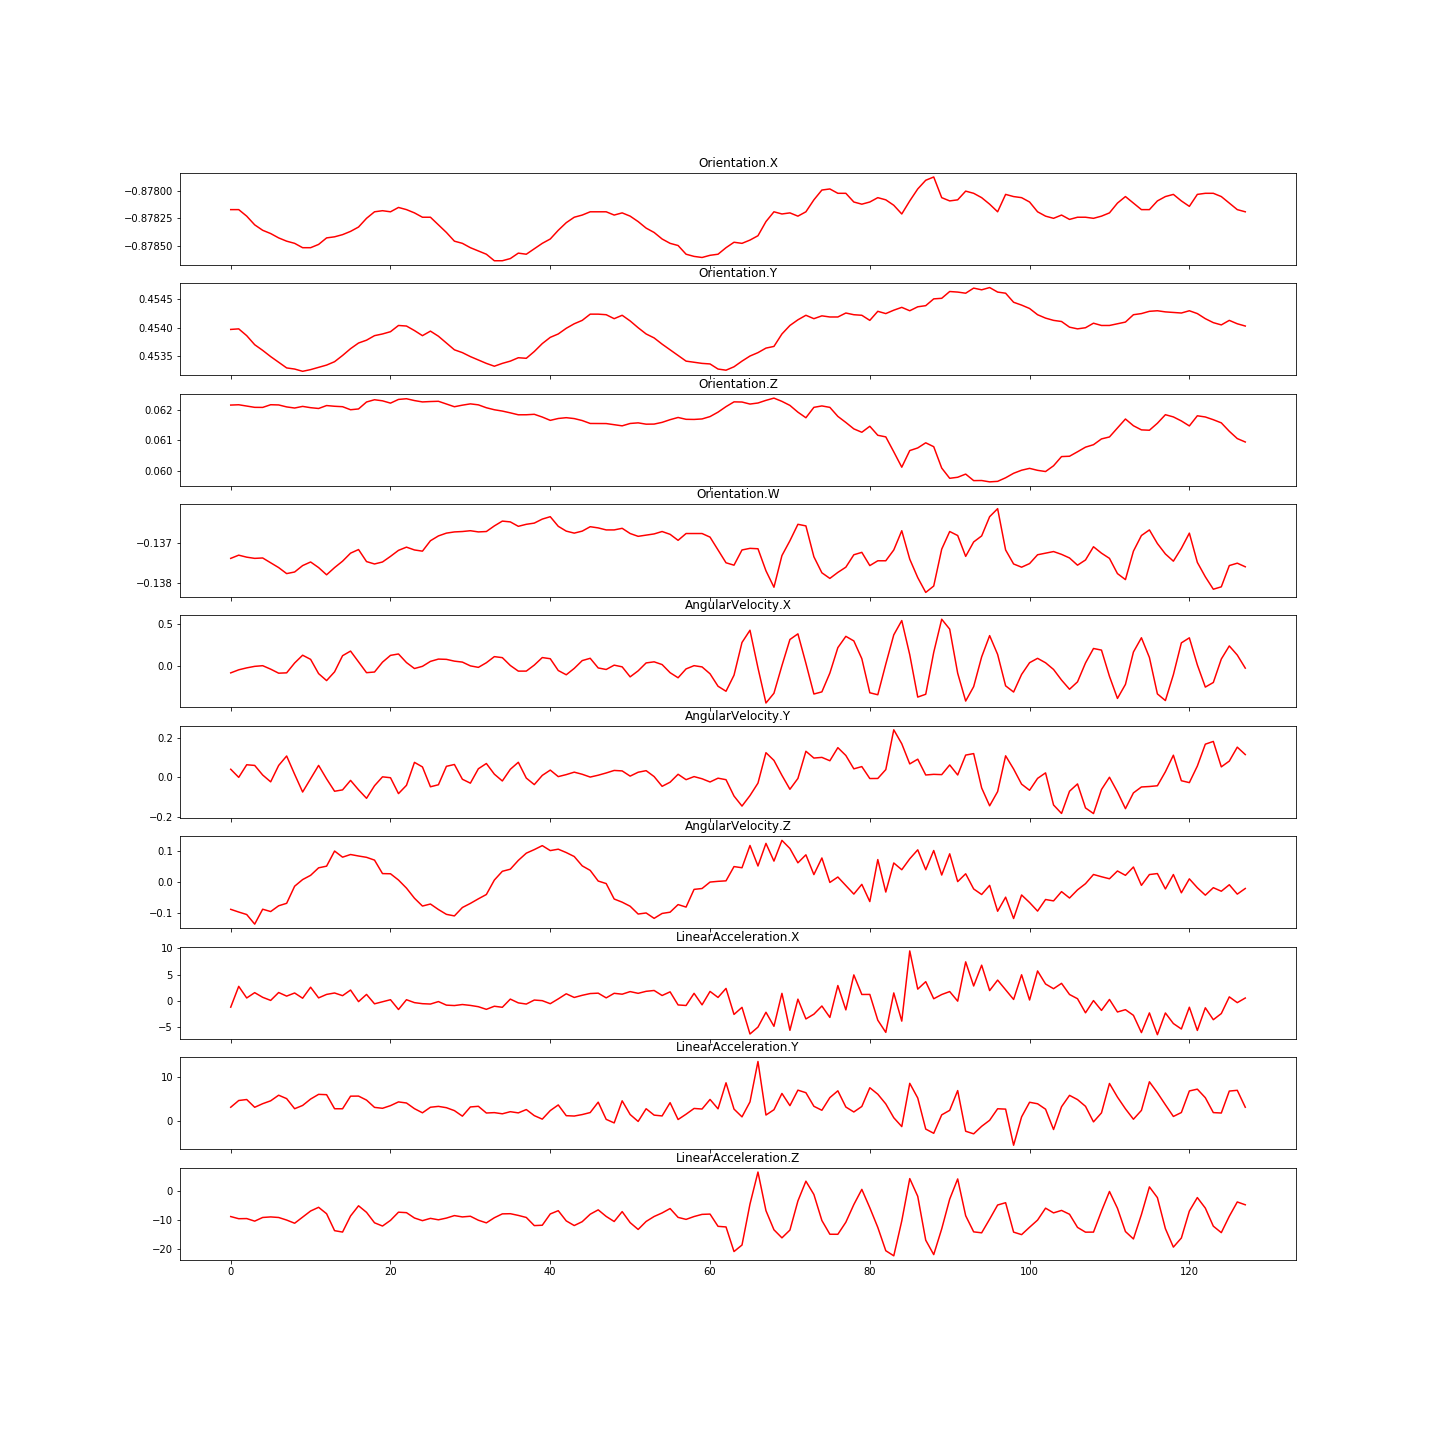 Orientation.X
−0.87800
−0.87825
−0.87850
Orientation.Y
0.4545
0.4540
0.4535
Orientation.Z
0.062
0.061
0.060
Orientation.W
−0.137
−0.138
AngularVelocity.X
0.5
0.0
AngularVelocity.Y
0.2
0.0
−0.2
AngularVelocity.Z
0.1
0.0
−0.1
LinearAcceleration.X
10
5
0
−5
LinearAcceleration.Y
10
0
LinearAcceleration.Z
0
−10
−20
0 20 40 60 80 100 120